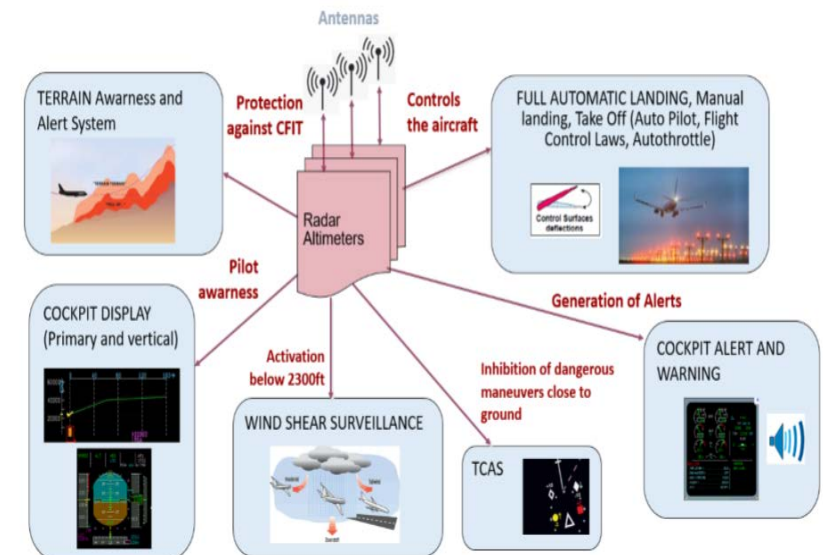 Antennas
TERRAIN Awarness and
Alert System
Protection
against CFIT
Controls
the aircraft
FULL AUTOMATIC LANDING, Manual
landing, Take Off (Auto Pilot, Flight
Control Laws, Autothrottle)
Control Surfaces
deflections
Radar
Altimeters
Pilot
awarness
COCKPIT DISPLAY
(Primary and vertical)
Activation
below 2300ft
WIND SHEAR SURVEILLANCE
Inhibition of dangerous
maneuvers close to
ground
TCAS
Generation of Alerts
COCKPIT ALERT AND
WARNING